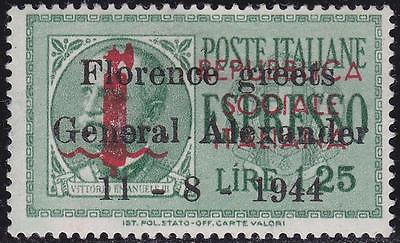 POSTE ITALIANE
Florence greets
REPUBBLICA
SOCIALE
ESPRESSO
General Alexander
ITALIANA
LIRE 1,25
11 - 8 - 1944
VITTORIO EMANUELE III
IST. POL. STATO - OFF. CARTE VALORI